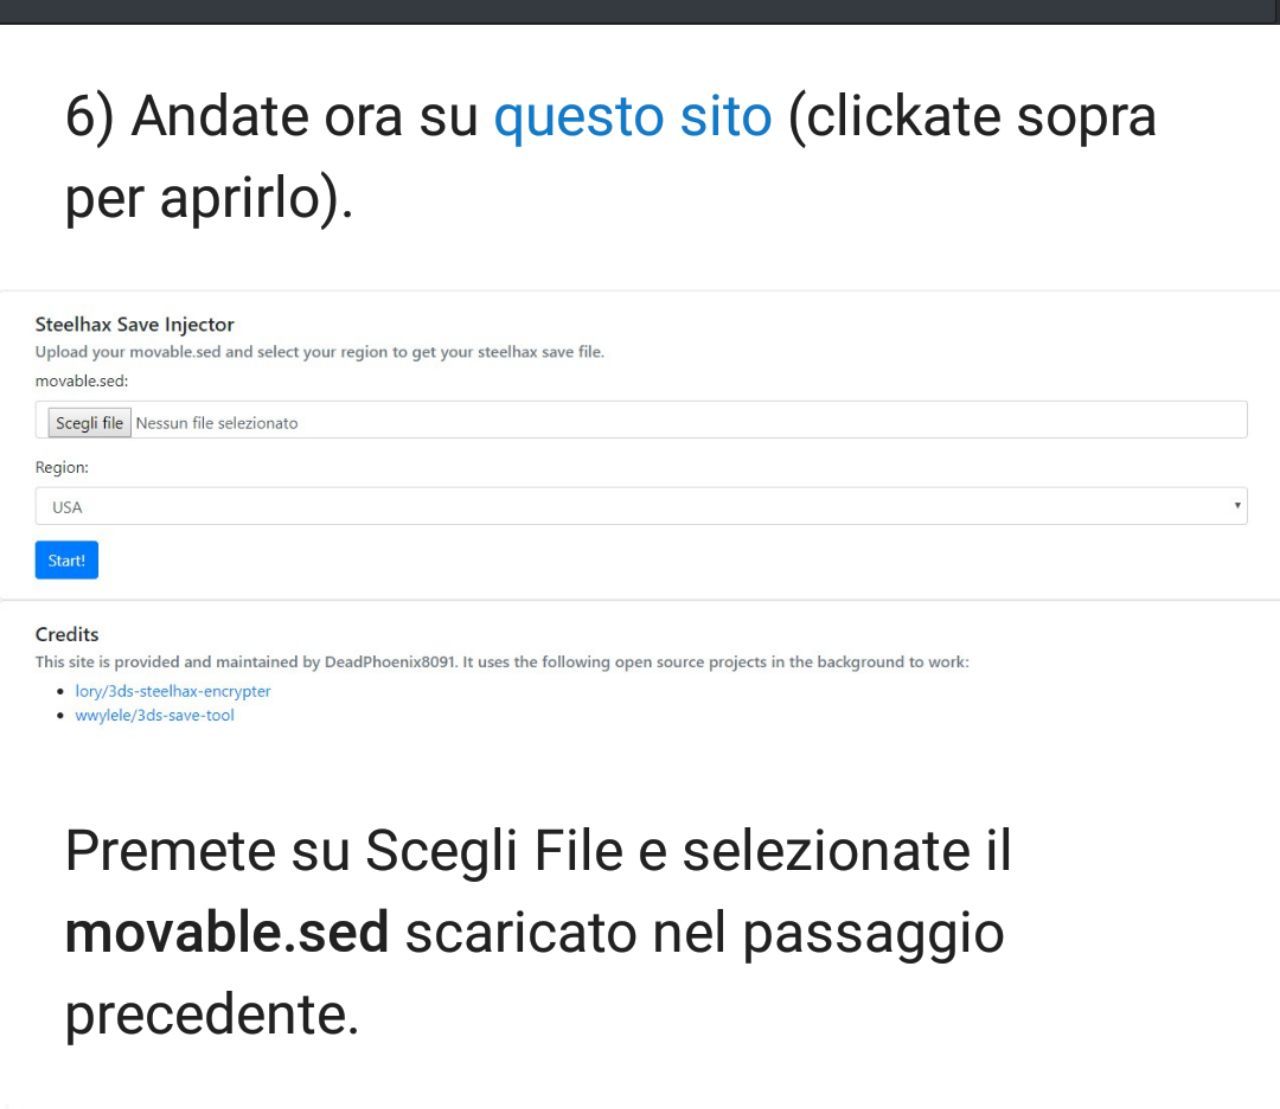 6) Andate ora su questo sito (clickate sopra
per aprirlo).
Steelhax Save Injector
Upload your movable.sed and select your region to get your steelhax save file.
movable.sed:
Scegli file Nessun file selezionato
Region:
USA
Start!
Credits
This site is provided and maintained by DeadPhoenix8091. It uses the following open source projects in the background to work:
lory/3ds-steelhax-encrypter
wwylele/3ds-save-tool
Premete su Scegli File e selezionate il
movable.sed scaricato nel passaggio
precedente.